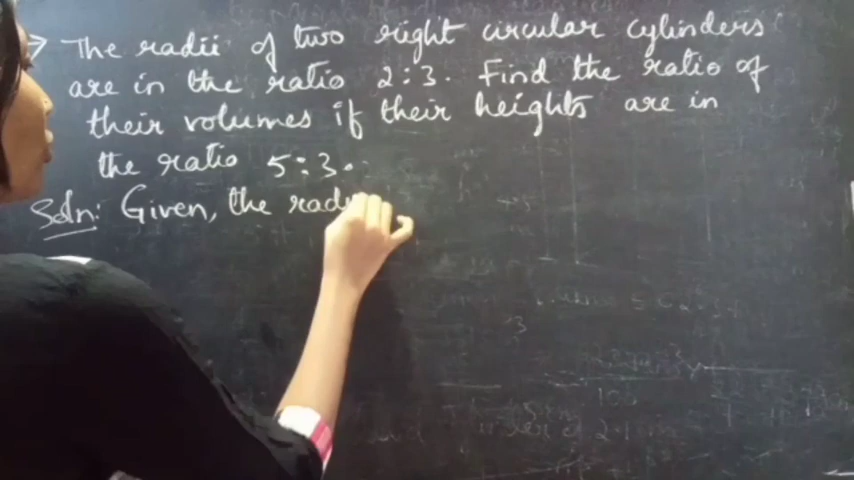 → The radii of two right circular cylinders
are in the ratio 2:3. Find the ratio of
their volumes if their heights are in
the ratio 5:3.
Soln: Given, the radi